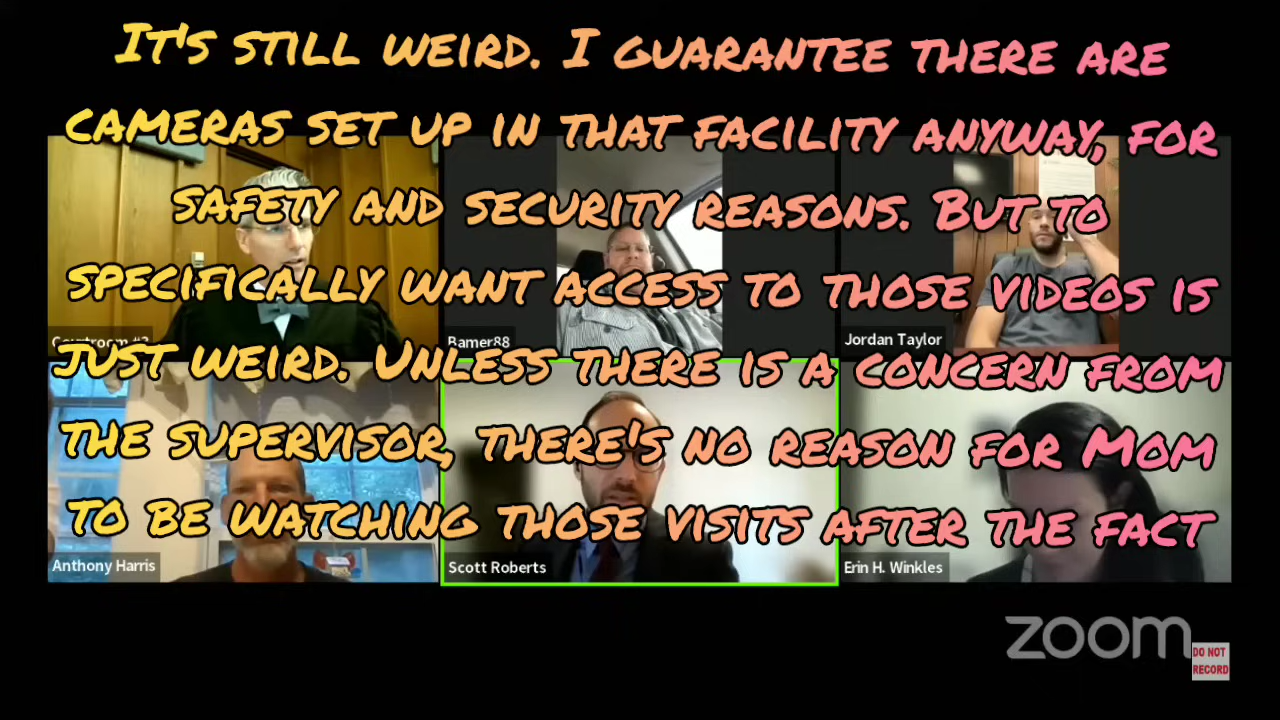 It's still weird. I guarantee there are
cameras set up in that facility anyway, for
safety and security reasons. But to
specifically want access to those videos is
just weird. Unless there is a concern from
the supervisor, there's no reason for Mom
to be watching those visits after the fact
Courtroom #2
Bamer88
Jordan Taylor
Anthony Harris
Scott Roberts
Erin H. Winkles
zoom
DO NOT
RECORD